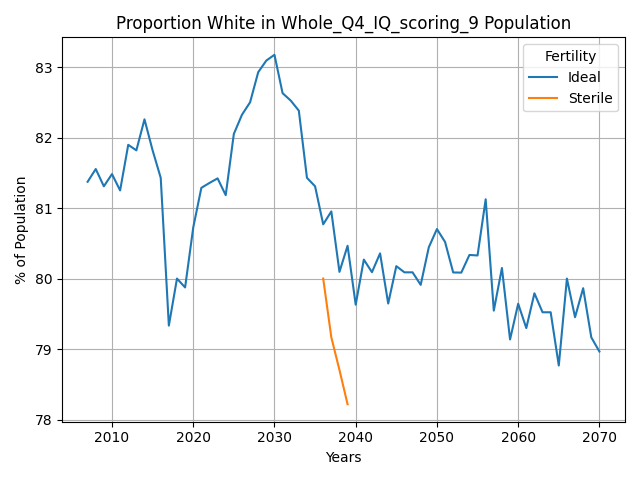 Proportion White in Whole_Q4_IQ_scoring_9 Population
Fertility
Ideal
Sterile
% of Population
83
82
81
80
79
78
2010
2020
2030
2040
2050
2060
2070
Years